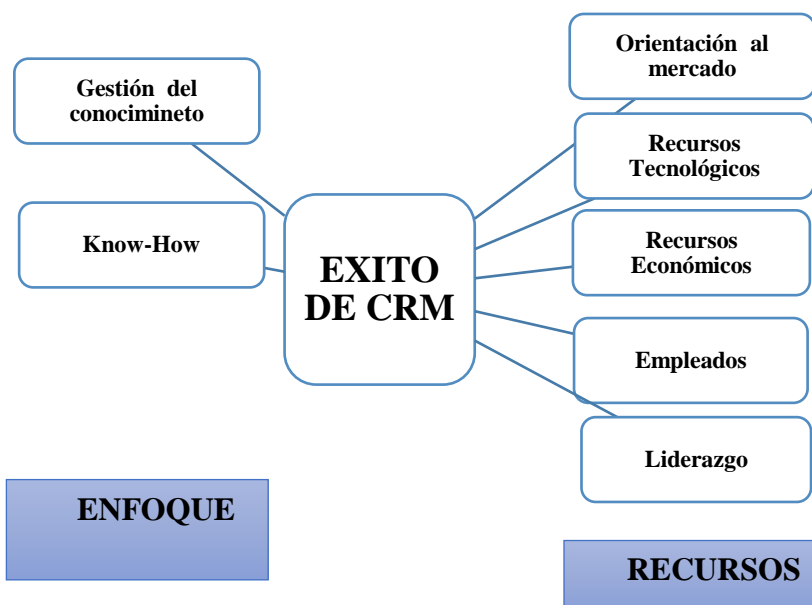 Gestión del
conocimineto
Know-How
EXITO
DE CRM
Orientación al
mercado
Recursos
Tecnológicos
Recursos
Económicos
Empleados
Liderazgo
ENFOQUE
RECURSOS